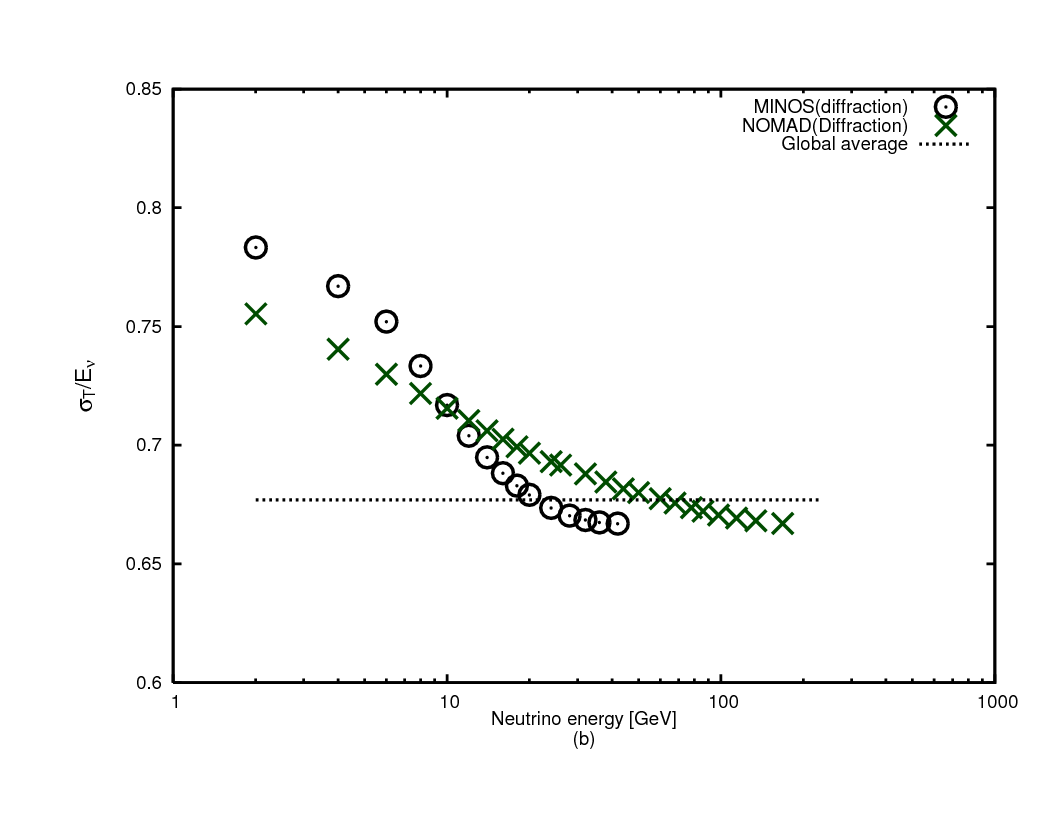 0.85
0.8
0.75
0.7
0.65
0.6
σT/Eν
MINOS(diffraction)
NOMAD(Diffraction)
Global average
1 10 100 1000
Neutrino energy [GeV]
(b)